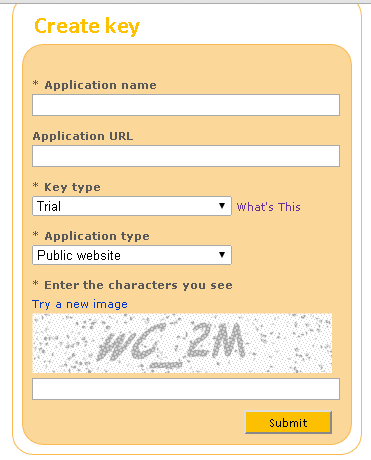 Create key
* Application name
Application URL
* Key type
Trial What's This
* Application type
Public website
* Enter the characters you see
Try a new image
Submit